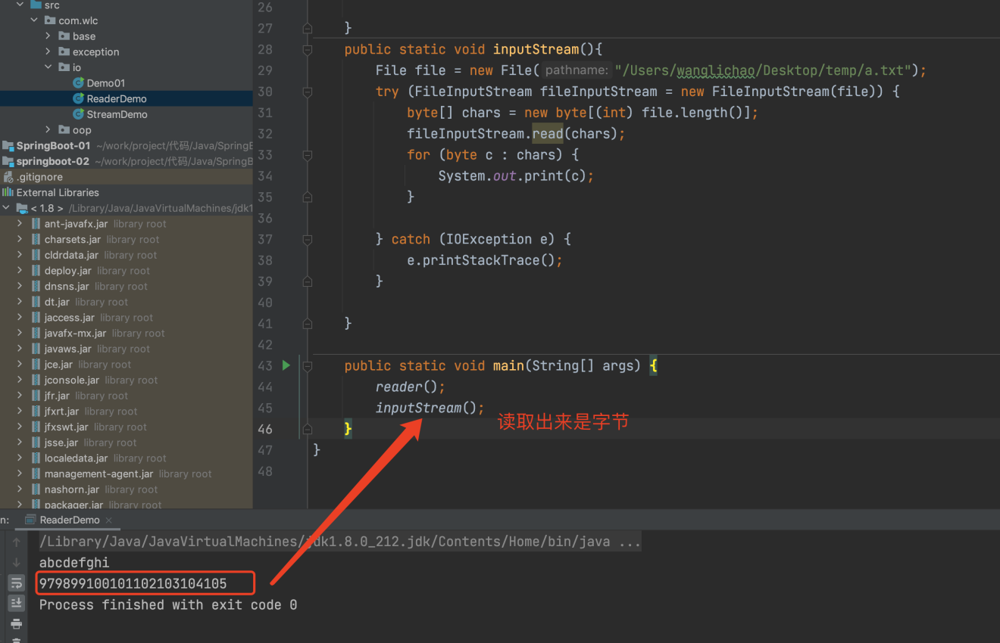 src
com.wlc
base
exception
io
Demo01
ReaderDemo
StreamDemo
oop
SpringBoot-01 ~/work/project/代码/Java/SpringB
springboot-02 ~/work/project/代码/Java/SpringB
.gitignore
External Libraries
< 1.8 > /Library/Java/JavaVirtualMachines/jdk1
ant-javafx.jar library root
charsets.jar library root
cldrdata.jar library root
deploy.jar library root
dnsns.jar library root
dt.jar library root
jaccess.jar library root
javafx-mx.jar library root
javaws.jar library root
jce.jar library root
jconsole.jar library root
jfr.jar library root
jfxrt.jar library root
jfxswt.jar library root
jsse.jar library root
localedata.jar library root
management-agent.jar library root
nashorn.jar library root
packager.jar library root
26
27 }
28 public static void inputStream(){
29 File file = new File( pathname: "/Users/wanglichao/Desktop/temp/a.txt");
30 try (FileInputStream fileInputStream = new FileInputStream(file)) {
31 byte[] chars = new byte[(int) file.length()];
32 fileInputStream.read(chars);
33 for (byte c : chars) {
34 System.out.print(c);
35 }
36
37 } catch (IOException e) {
38 e.printStackTrace();
39 }
40
41 }
42
43 public static void main(String[] args) {
44 reader();
45 inputStream();
读取出来是字节
46 }
47 }
48
n: ReaderDemo ×
/Library/Java/JavaVirtualMachines/jdk1.8.0_212.jdk/Contents/Home/bin/java ...
abcdefghi
979899100101102103104105
Process finished with exit code 0